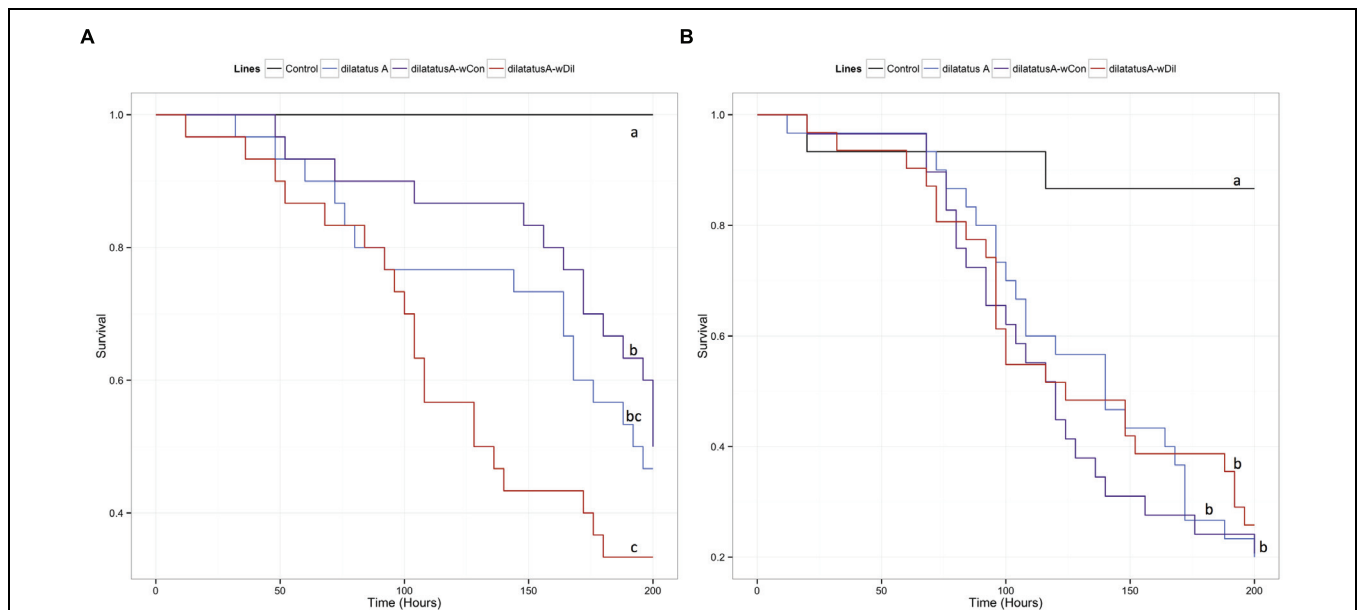 A
Lines Control dilatatus A dilatatusA-wCon dilatatusA-wDil
1.0
0.8
0.6
0.4
Survival
a
b
bc
c
0
50
100
150
200
Time (Hours)
B
Lines Control dilatatus A dilatatusA-wCon dilatatusA-wDil
1.0
0.8
0.6
0.4
0.2
Survival
a
b
b
b
0
50
100
150
200
Time (Hours)